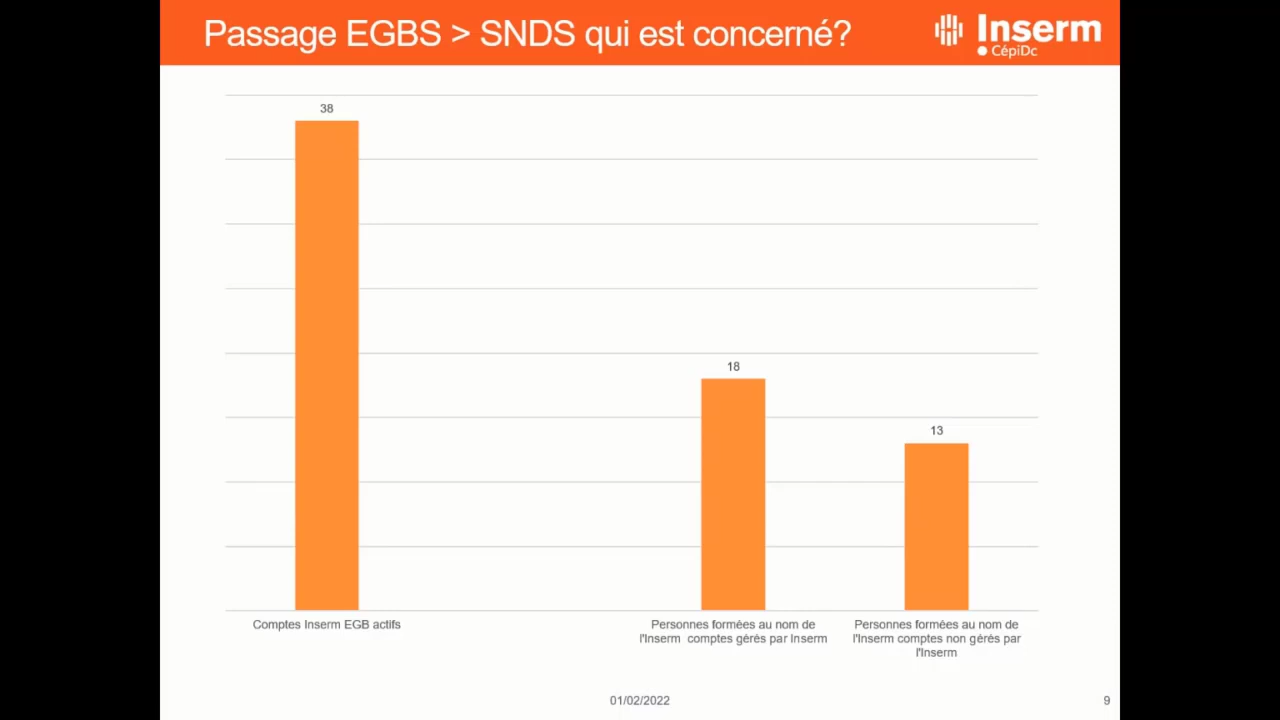 Passage EGBS > SNDS qui est concerné?
Inserm
CépiDc
38
18
13
Comptes Inserm EGB actifs
Personnes formées au nom de
l'Inserm comptes gérés par Inserm
Personnes formées au nom de
l'Inserm comptes non gérés par
l'Inserm
01/02/2022
9